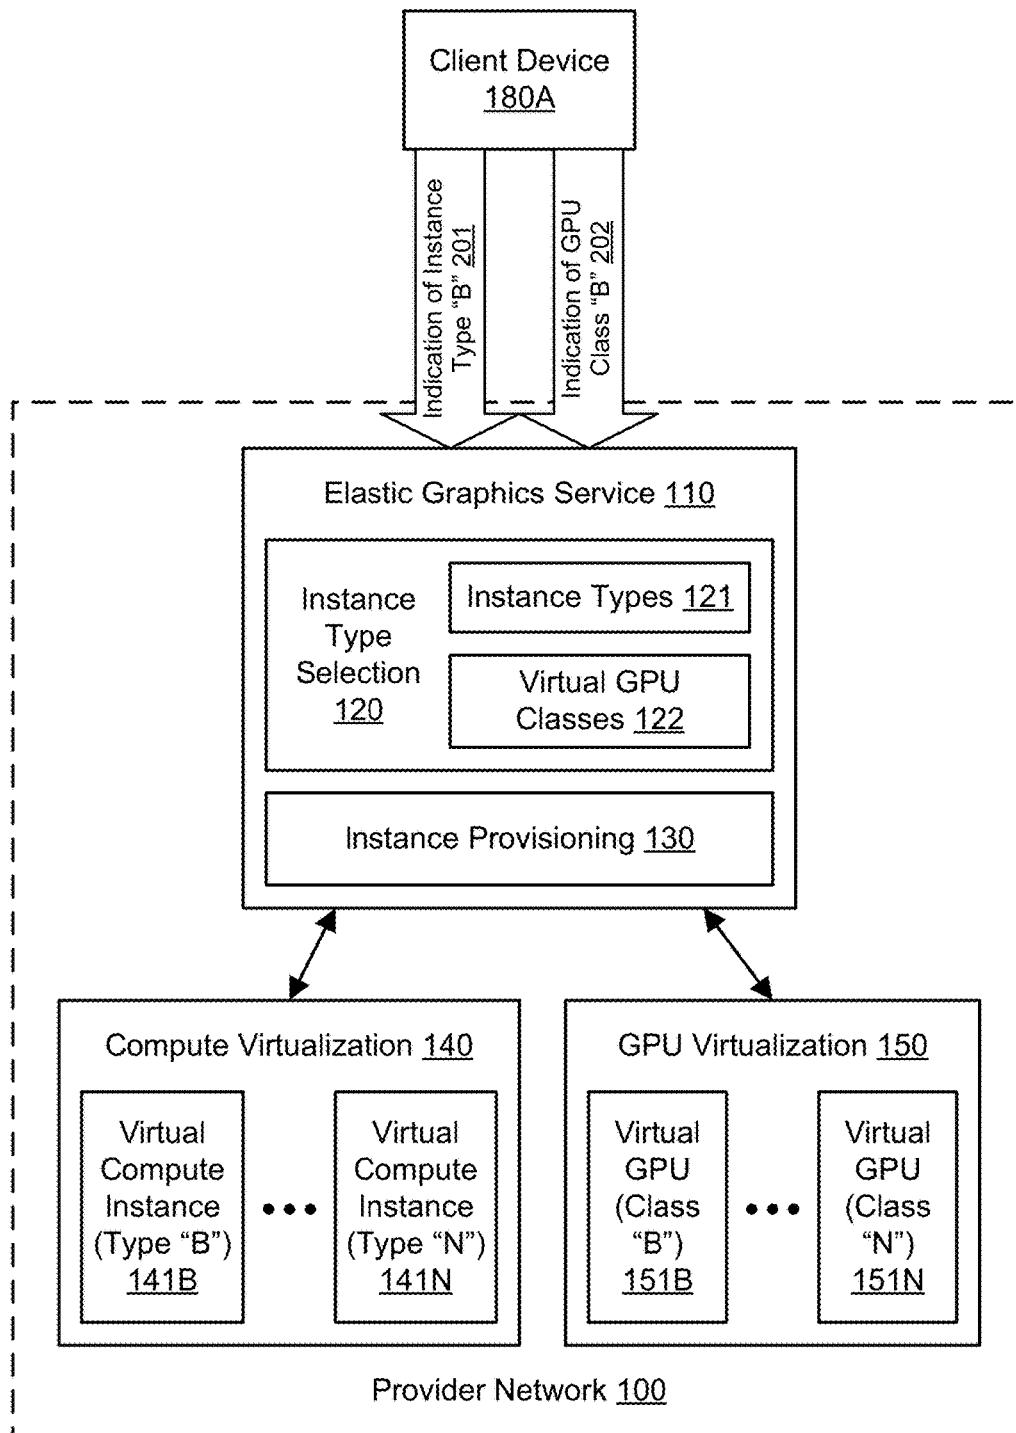 Client Device
180A
Indication of Instance
Type “B” 201
Indication of GPU
Class “B” 202
Elastic Graphics Service 110
Instance
Type
Selection
120
Instance Types 121
Virtual GPU
Classes 122
Instance Provisioning 130
Compute Virtualization 140
Virtual
Compute
Instance
(Type “B”)
141B
Virtual
Compute
Instance
(Type “N”)
141N
GPU Virtualization 150
Virtual
GPU
(Class
“B”)
151B
Virtual
GPU
(Class
“N”)
151N
Provider Network 100